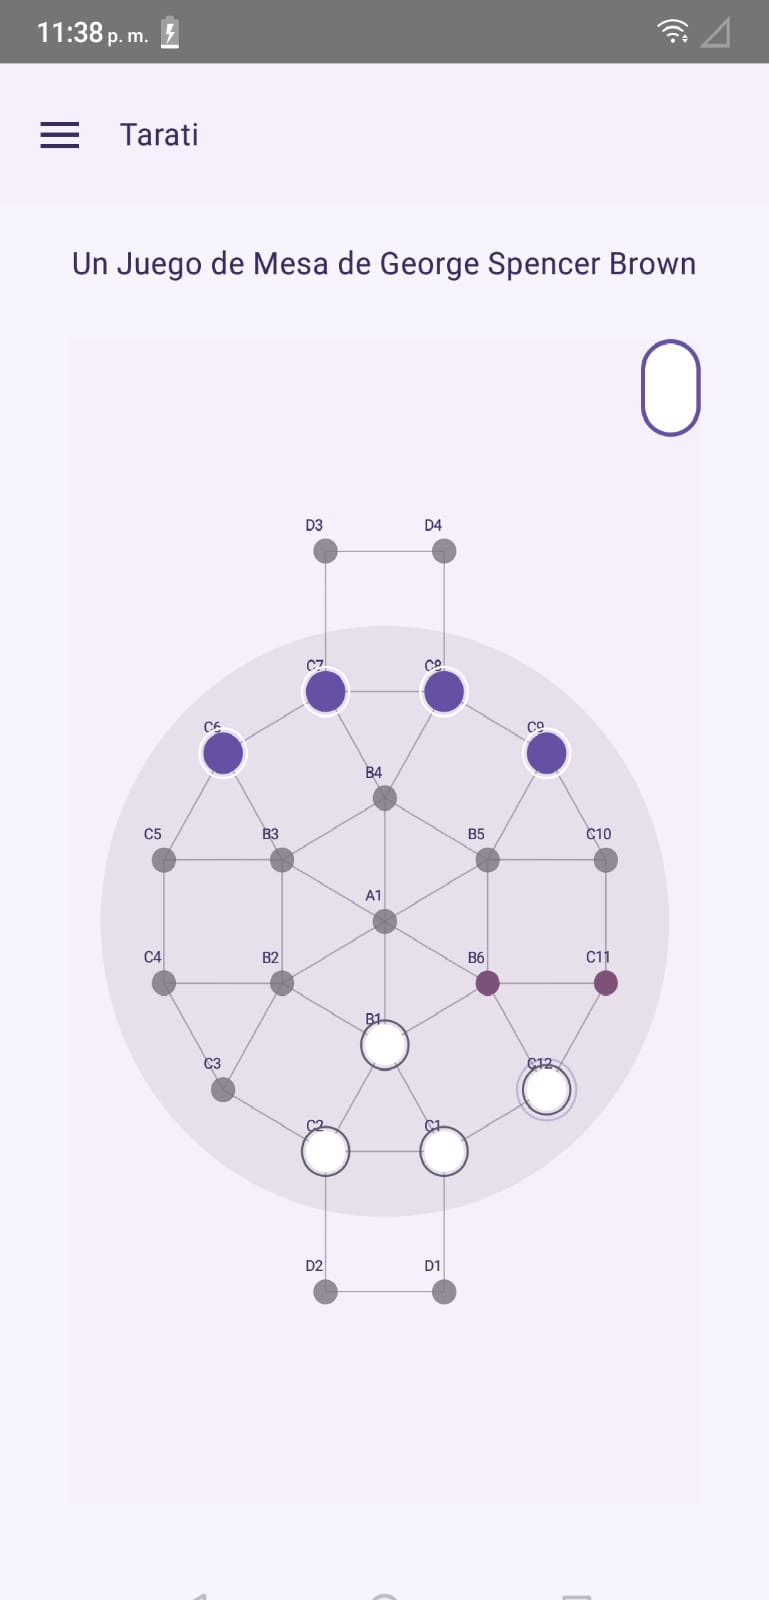 11:38 p. m.
Tarati
Un Juego de Mesa de George Spencer Brown
D3 D4
C7 C8
C6 C9
B4
C5 B3 B5 C10
A1
C4 B2 B6 C11
B1
C3 C12
C2 C1
D2 D1